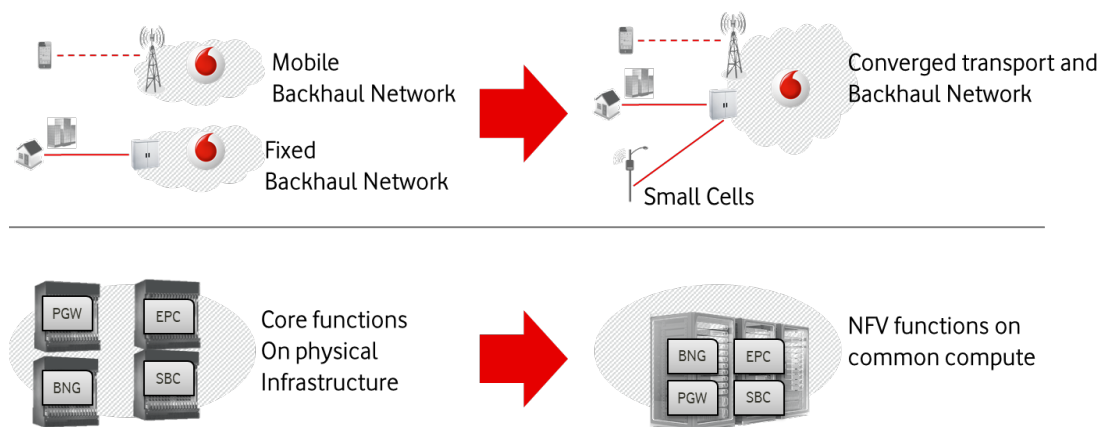 Mobile
Backhaul Network
Fixed
Backhaul Network
Converged transport and
Backhaul Network
Small Cells
PGW
EPC
BNG
SBC
Core functions
On physical
Infrastructure
BNG
EPC
PGW
SBC
NFV functions on
common compute